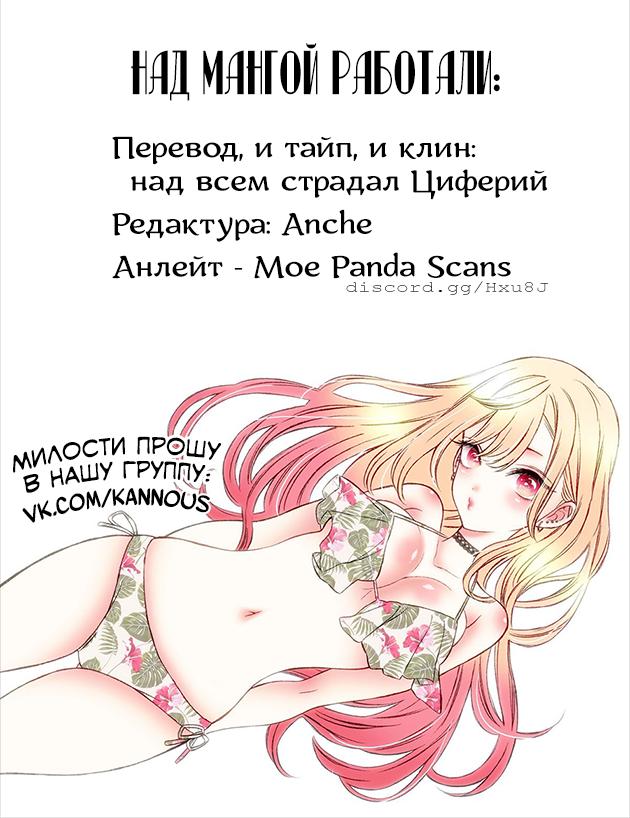 НАД МАНГОЙ РАБОТАЛИ:
Перевод, и тайп, и клин:
над всем страдал Циферий
Редактура: Anche
Анлейт - Moe Panda Scans
discord.gg/Hxu8J
МИЛОСТИ ПРОШУ
В НАШУ ГРУППУ:
VK.COM/KANNOUS